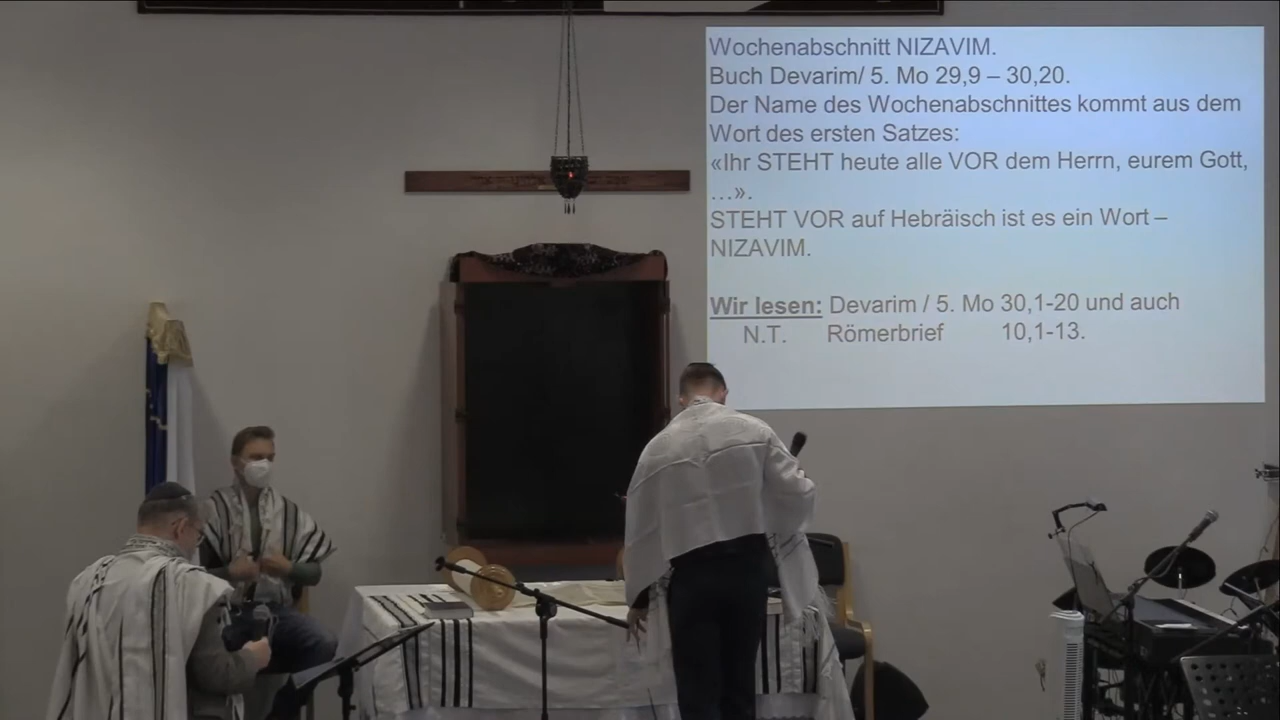 Wochenabschnitt NIZAVIM.
Buch Devarim/ 5. Mo 29,9 – 30,20.
Der Name des Wochenabschnittes kommt aus dem
Wort des ersten Satzes:
«Ihr STEHT heute alle VOR dem Herrn, eurem Gott,
…».
STEHT VOR auf Hebräisch ist es ein Wort –
NIZAVIM.
Wir lesen: Devarim / 5. Mo 30,1-20 und auch
N.T. Römerbrief 10,1-13.